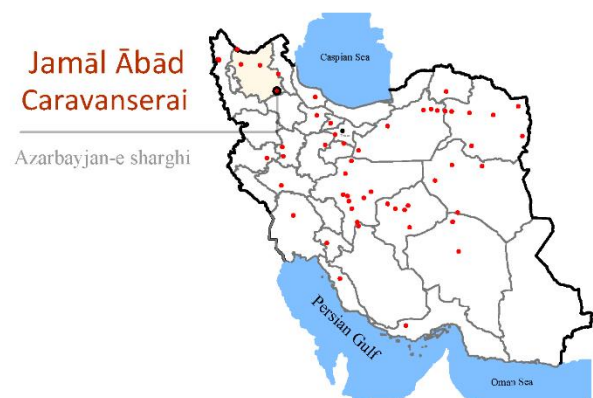 Jamāl Ābād
Caravanserai
Azarbayjan-e sharghi
Caspian Sea
Persian Gulf
Oman Sea